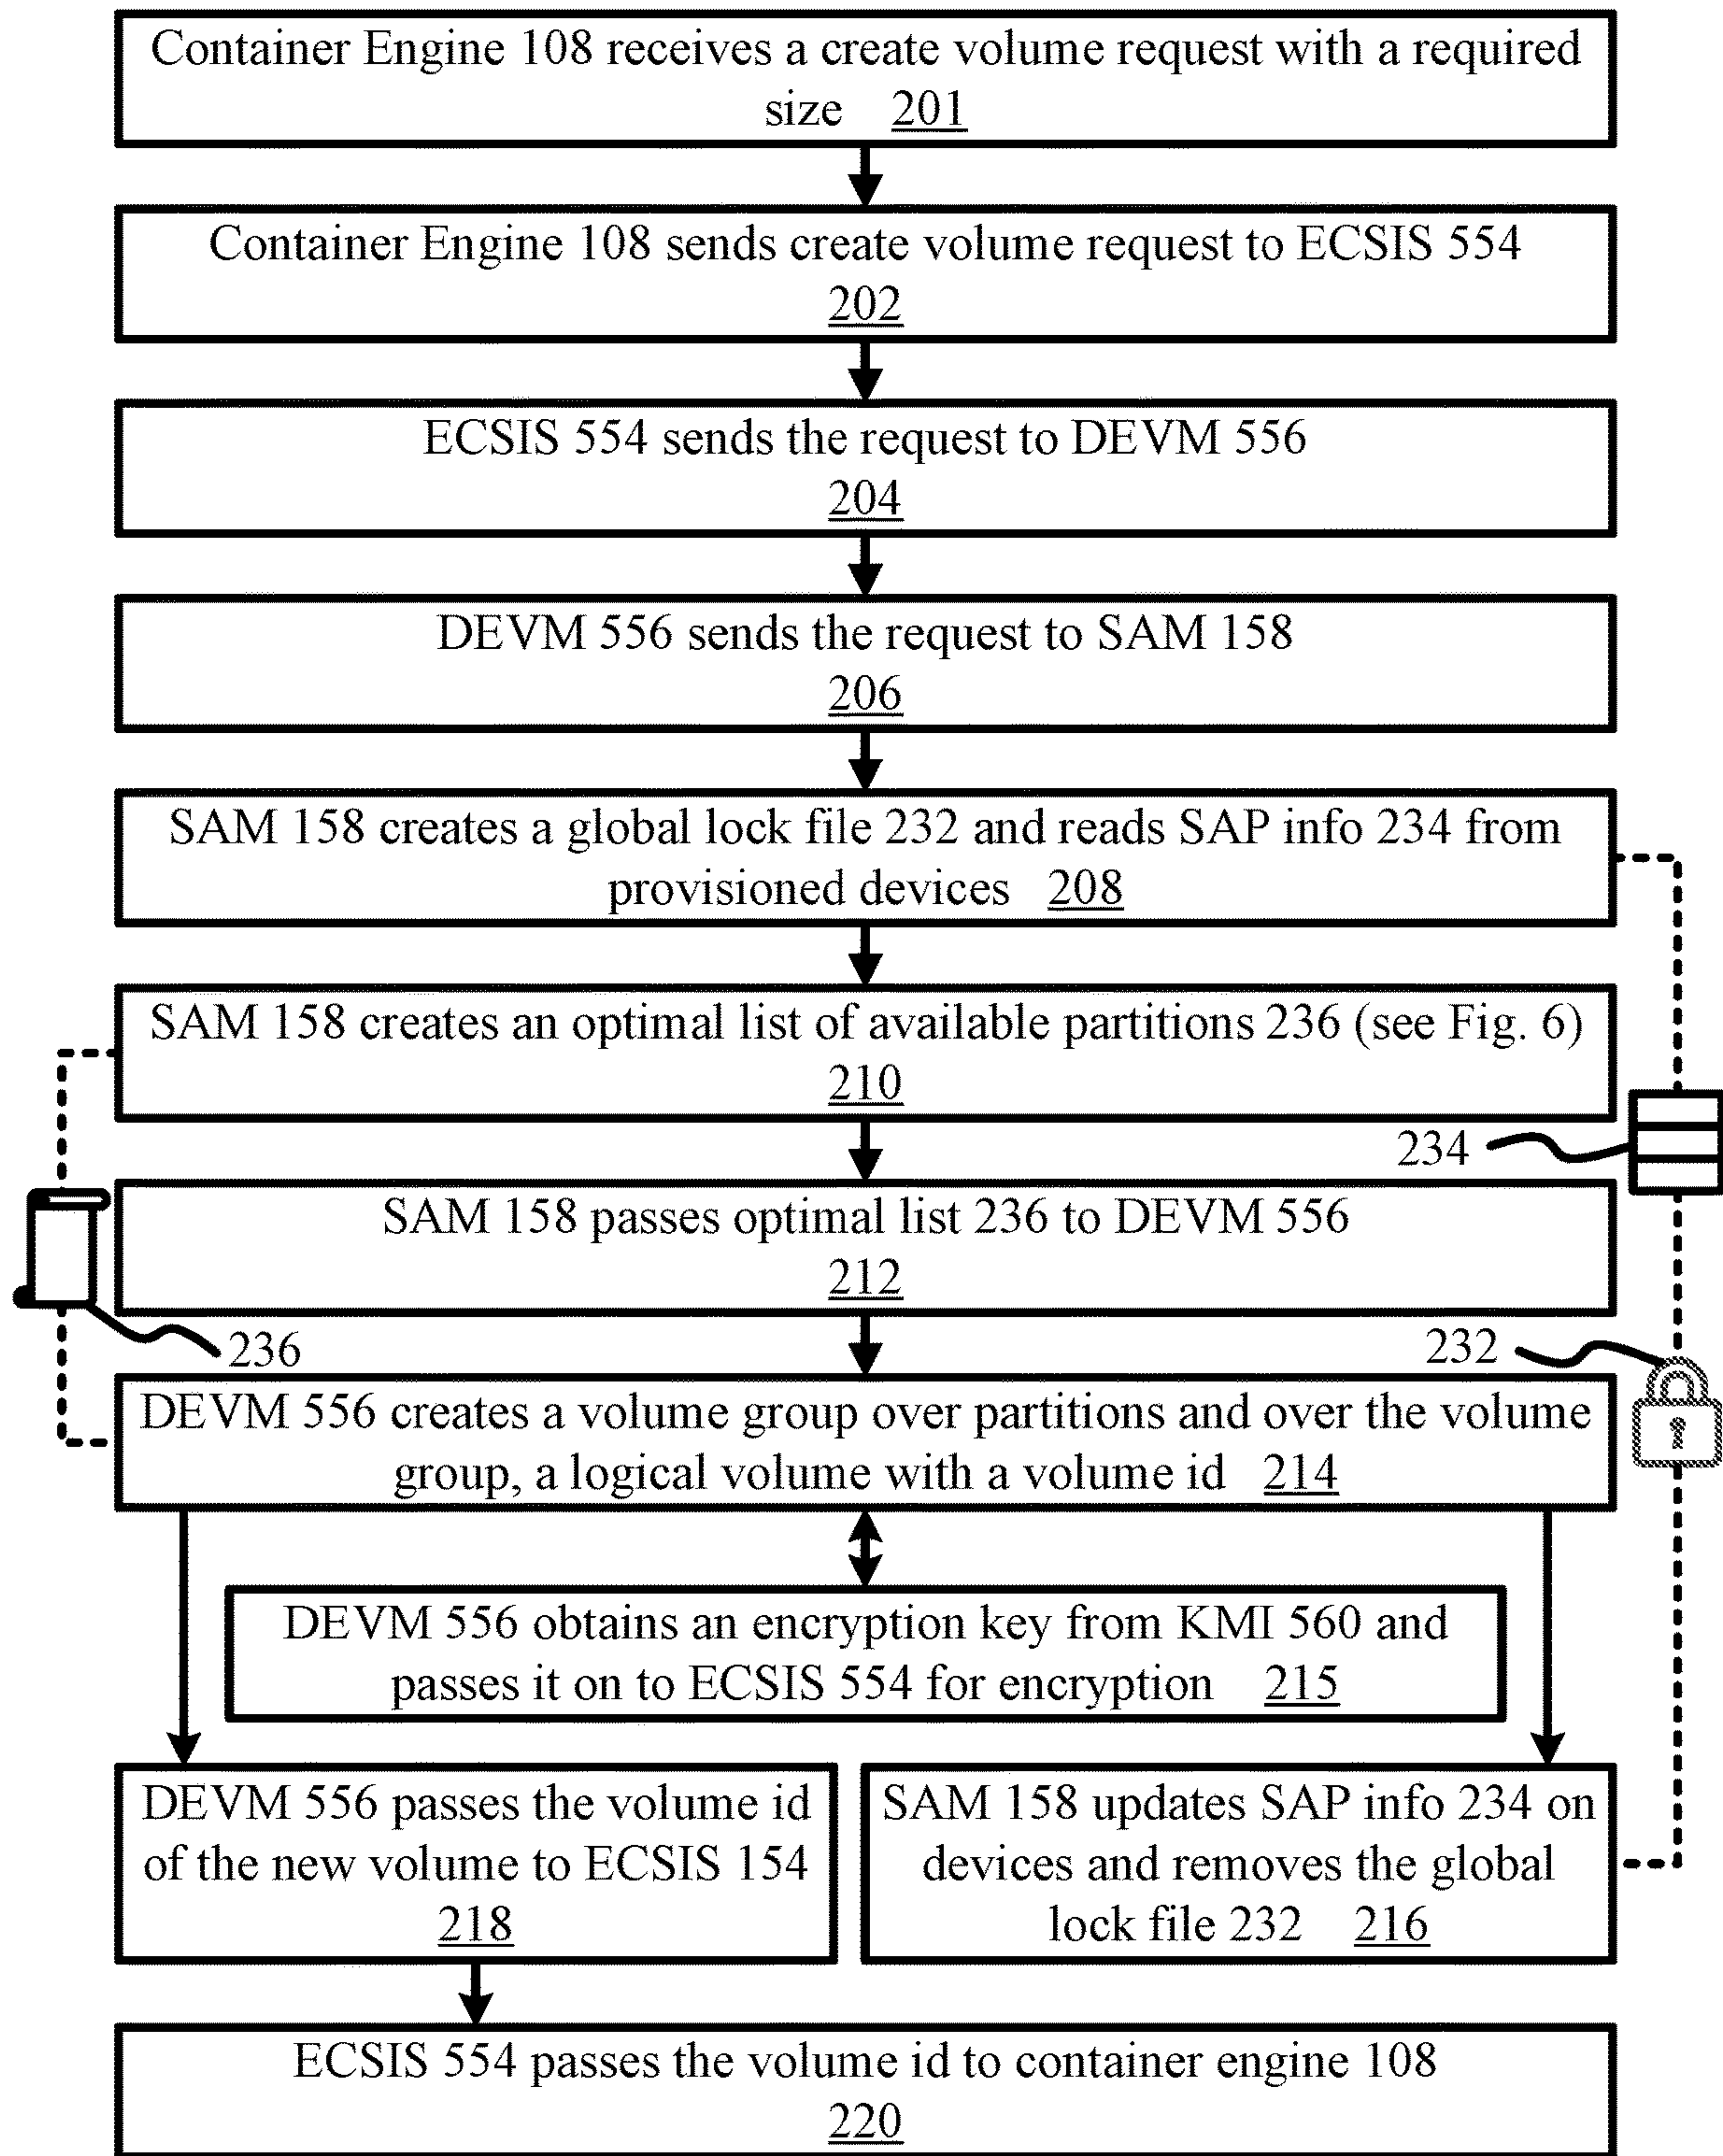 Container Engine 108 receives a create volume request with a required
size 201
Container Engine 108 sends create volume request to ECSIS 554
202
ECSIS 554 sends the request to DEVM 556
204
DEVM 556 sends the request to SAM 158
206
SAM 158 creates a global lock file 232 and reads SAP info 234 from
provisioned devices 208
SAM 158 creates an optimal list of available partitions 236 (see Fig. 6)
210
234
SAM 158 passes optimal list 236 to DEVM 556
212
236
232
DEVM 556 creates a volume group over partitions and over the volume
group, a logical volume with a volume id 214
DEVM 556 obtains an encryption key from KMI 560 and
passes it on to ECSIS 554 for encryption 215
DEVM 556 passes the volume id
of the new volume to ECSIS 154
218
SAM 158 updates SAP info 234 on
devices and removes the global
lock file 232 216
ECSIS 554 passes the volume id to container engine 108
220